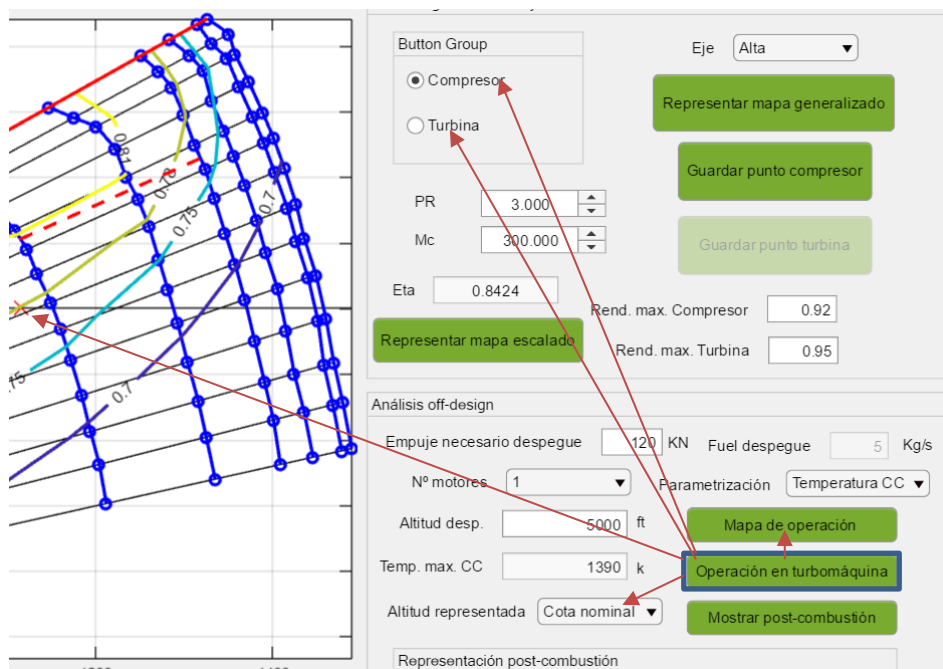 Button Group
Compresor
Turbina
Eje Alta
Representar mapa generalizado
Guardar punto compresor
Guardar punto turbina
PR 3.000
Mc 300.000
Eta 0.8424
Rend. max. Compresor 0.92
Representar mapa escalado
Rend. max. Turbina 0.95
Análisis off-design
Empuje necesario despegue 120 KN Fuel despegue 5 Kg/s
Nº motores 1 Parametrización Temperatura CC
Altitud desp. 5000 ft Mapa de operación
Temp. max. CC 1390 k Operación en turbomáquina
Altitud representada Cota nominal Mostrar post-combustión
Representación post-combustión
0.81
0.78
0.75
0.7
0.7